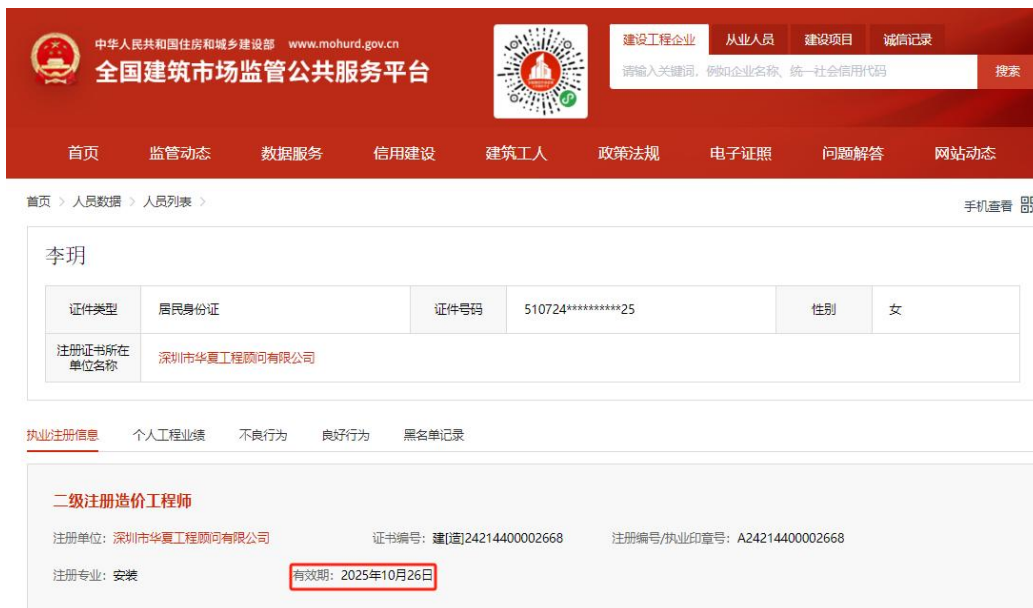 中华人民共和国住房和城乡建设部 www.mohurd.gov.cn
全国建筑市场监管公共服务平台
建设工程企业 从业人员 建设项目 诚信记录
请输入关键词，例如企业名称、统一社会信用代码 搜索
首页 监管动态 数据服务 信用建设 建筑工人 政策法规 电子证照 问题解答 网站动态
首页 > 人员数据 > 人员列表 >
手机查看
李玥
证件类型 居民身份证 证件号码 510724**********25 性别 女
注册证书所在
单位名称
深圳市华夏工程顾问有限公司
执业注册信息 个人工程业绩 不良行为 良好行为 黑名单记录
二级注册造价工程师
注册单位：深圳市华夏工程顾问有限公司 证书编号：建[造]24214400002668 注册编号/执业印章号：A24214400002668
注册专业：安装 有效期：2025年10月26日